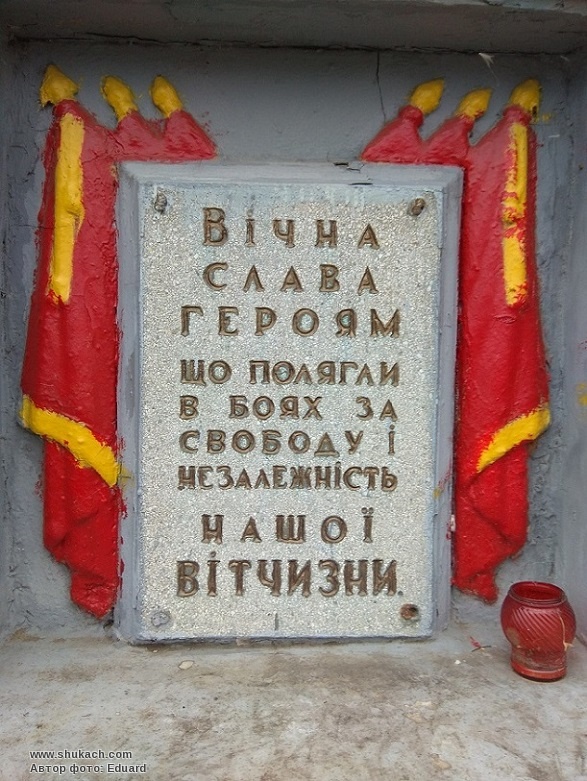 Вічна
слава
героям
що полягли
в боях за
свободу і
незалежність
нашої
вітчизни.
www.shukach.com
Автор фото: Eduard